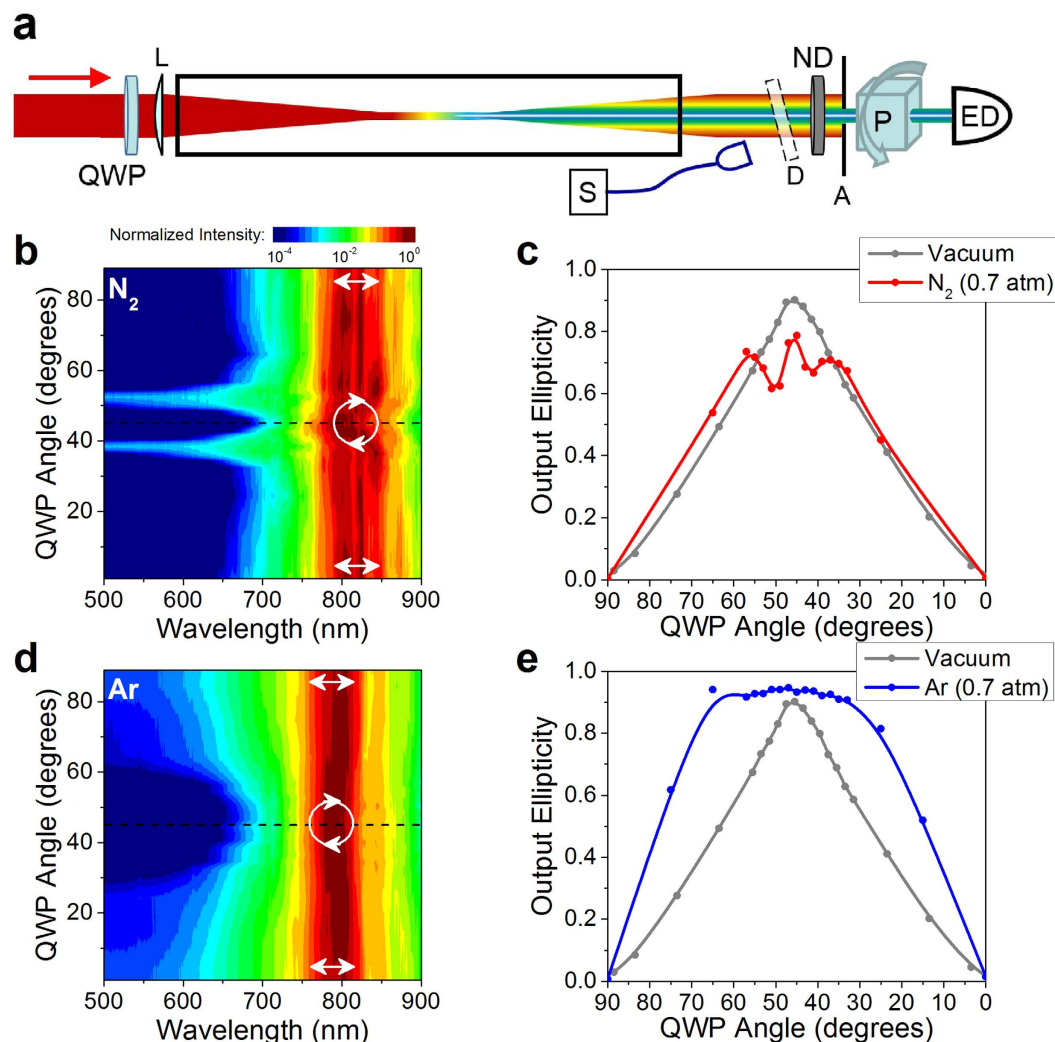 a
L
ND
QWP
P
ED
S
D
A
b
Normalized Intensity:
10⁻⁴ 10⁻² 10⁰
N₂
QWP Angle (degrees)
80
60
40
20
500 600 700 800 900
Wavelength (nm)
c
Vacuum
N₂ (0.7 atm)
Output Ellipticity
1.0
0.8
0.6
0.4
0.2
0.0
90 80 70 60 50 40 30 20 10 0
QWP Angle (degrees)
d
Ar
QWP Angle (degrees)
80
60
40
20
500 600 700 800 900
Wavelength (nm)
e
Vacuum
Ar (0.7 atm)
Output Ellipticity
1.0
0.8
0.6
0.4
0.2
0.0
90 80 70 60 50 40 30 20 10 0
QWP Angle (degrees)